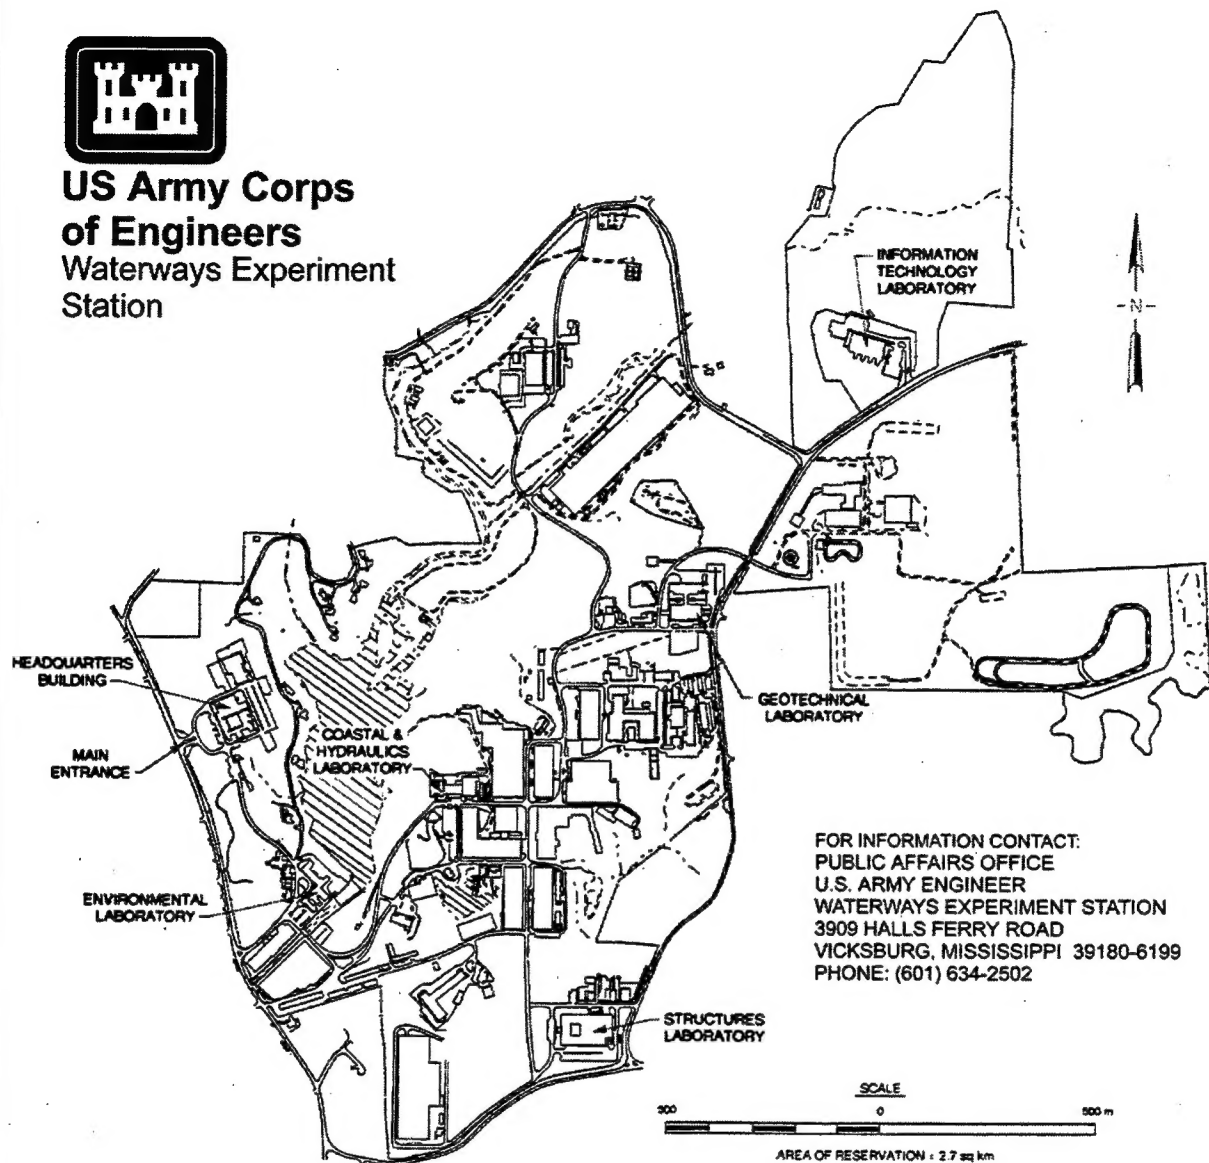 US Army Corps
of Engineers
Waterways Experiment
Station
INFORMATION
TECHNOLOGY
LABORATORY
N
HEADQUARTERS
BUILDING
MAIN
ENTRANCE
COASTAL &
HYDRAULICS
LABORATORY
GEOTECHNICAL
LABORATORY
ENVIRONMENTAL
LABORATORY
FOR INFORMATION CONTACT:
PUBLIC AFFAIRS OFFICE
U.S. ARMY ENGINEER
WATERWAYS EXPERIMENT STATION
3909 HALLS FERRY ROAD
VICKSBURG, MISSISSIPPI 39180-6199
PHONE: (601) 634-2502
STRUCTURES
LABORATORY
SCALE
0
500 m
AREA OF RESERVATION = 2.7 sq km